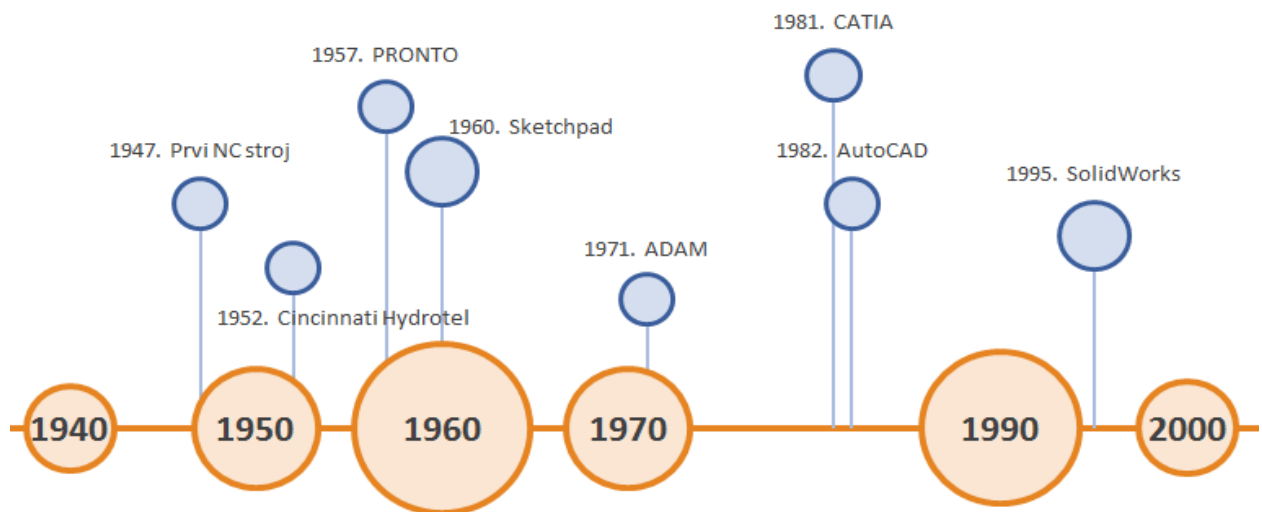 1981. CATIA
1957. PRONTO
1960. Sketchpad
1947. Prvi NC stroj
1982. AutoCAD
1995. SolidWorks
1971. ADAM
1952. Cincinnati Hydrotel
1940
1950
1960
1970
1990
2000